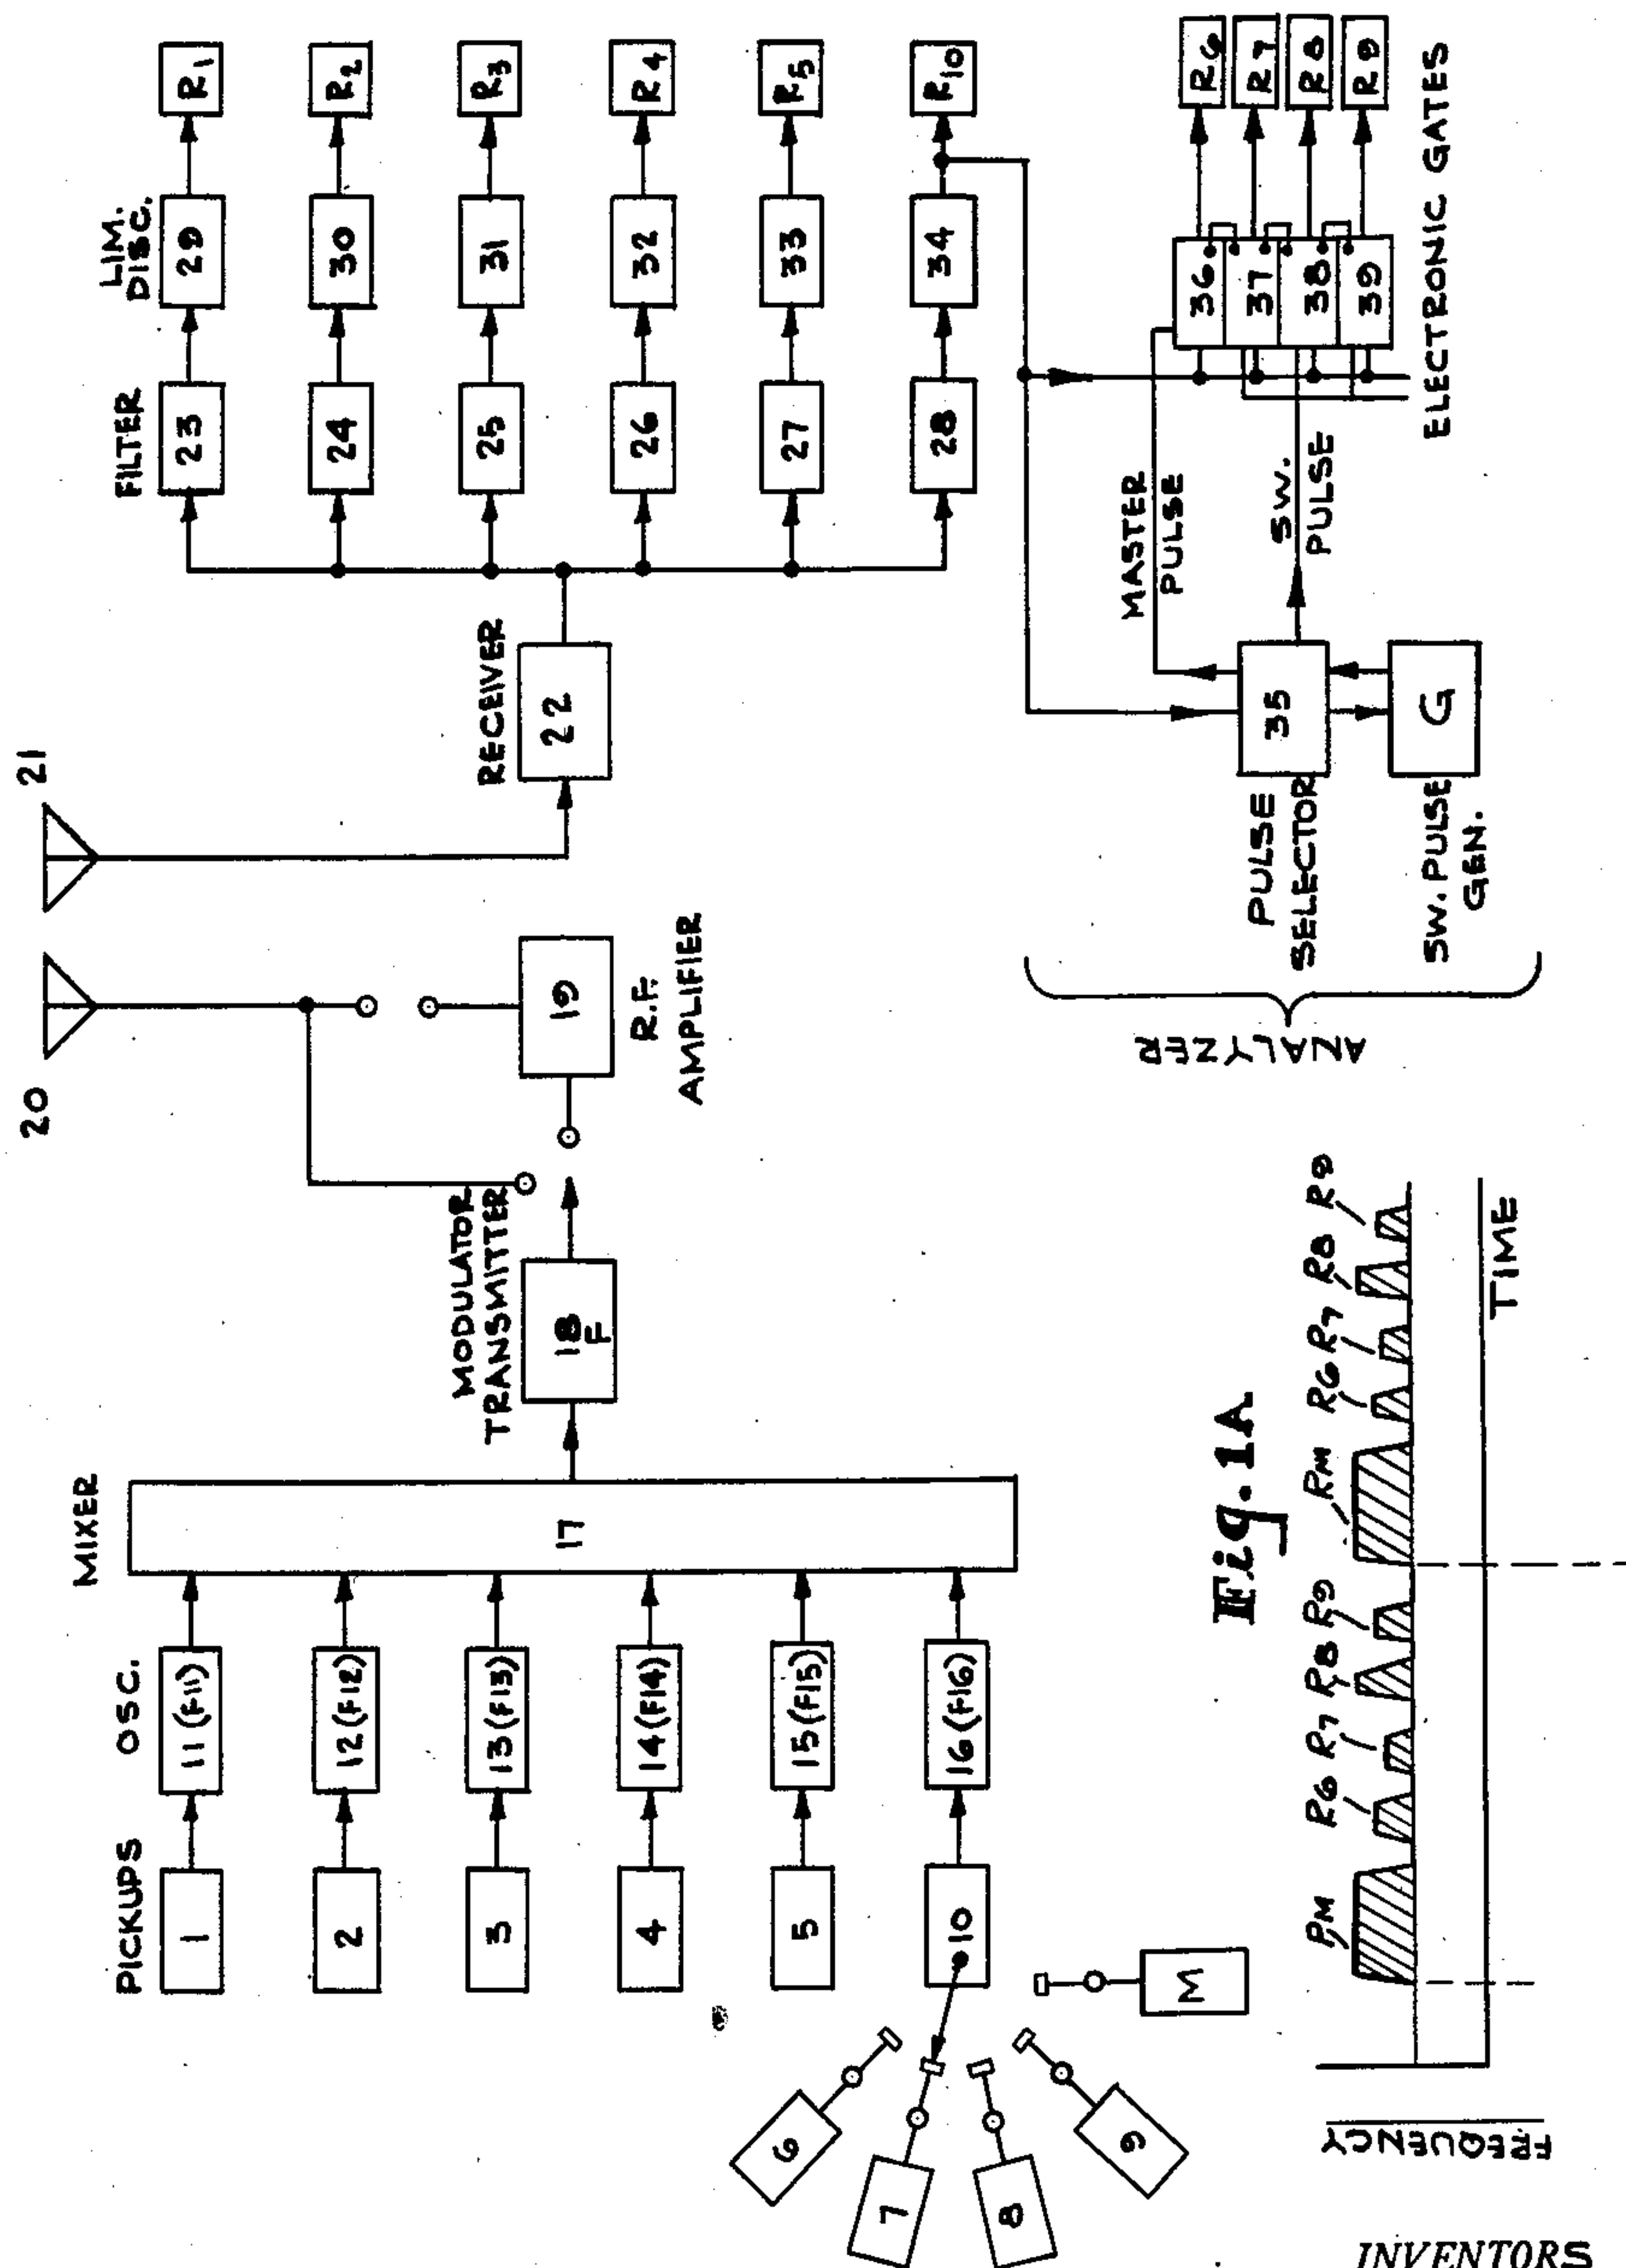 20
21
PICKUPS
OSC.
MIXER
1
11 (F11)
2
12 (F12)
3
13 (F13)
4
14 (F14)
5
15 (F15)
10
16 (F16)
17
MODULATOR
TRANSMITTER
18
F
19
R.F.
AMPLIFIER
RECEIVER
22
FILTER
LIM.
DISC.
23
29
R1
24
30
R2
25
31
R3
26
32
R4
27
33
R5
28
34
R10
6
7
8
9
M
MASTER
PULSE
SW.
PULSE
36
37
38
39
R6
R7
R8
R9
ELECTRONIC GATES
35
PULSE
SELECTOR
G
SW. PULSE
GEN.
ANALYZER
Fig. 1A
PM
R6
R7
R8
R9
RM
R6
R7
R8
R9
FREQUENCY
TIME
INVENTORS